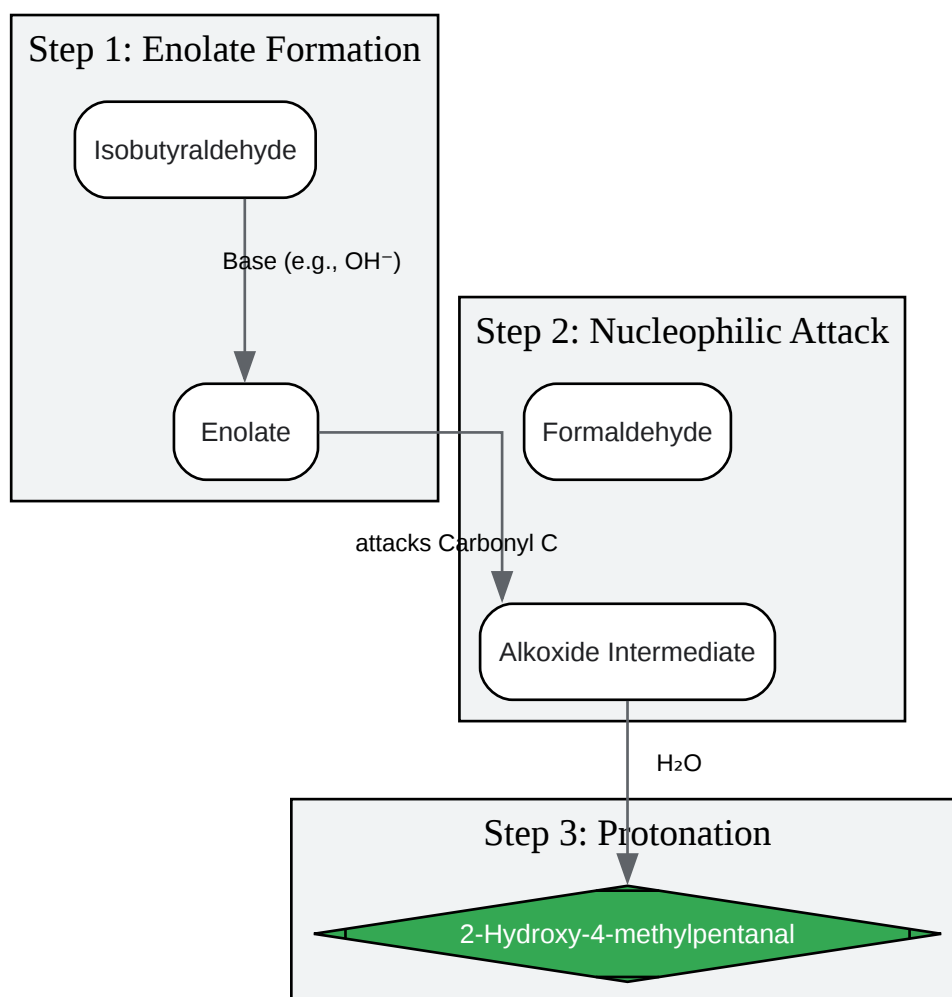 Step 1: Enolate Formation
Isobutyraldehyde
Base (e.g., OH⁻)
Enolate
Step 2: Nucleophilic Attack
Formaldehyde
attacks Carbonyl C
Alkoxide Intermediate
H₂O
Step 3: Protonation
2-Hydroxy-4-methylpentanal